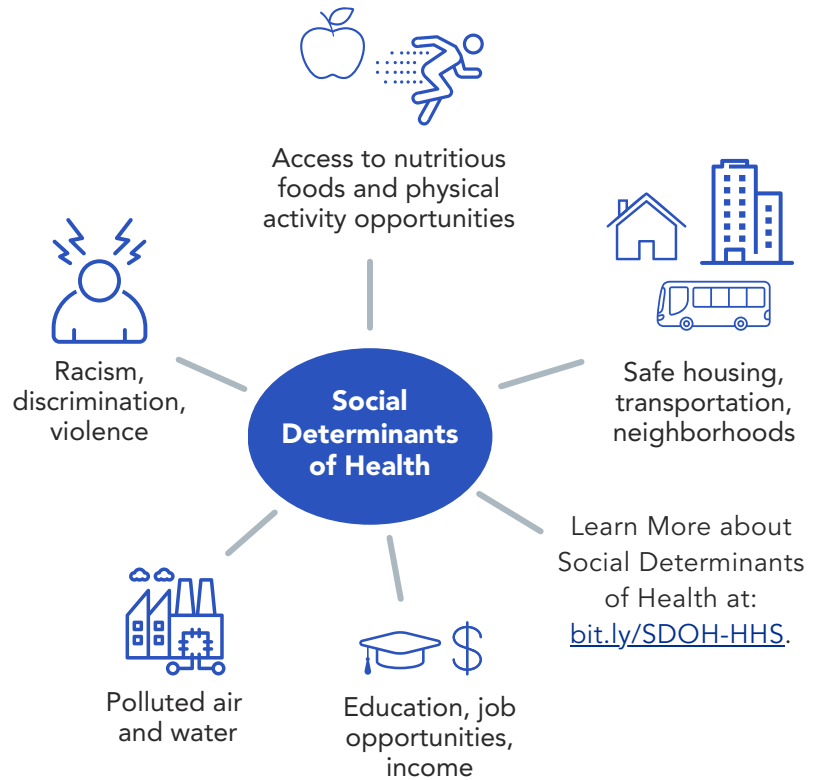 Access to nutritious
foods and physical
activity opportunities
Racism,
discrimination,
violence
Social
Determinants
of Health
Safe housing,
transportation,
neighborhoods
Learn More about
Social Determinants
of Health at:
bit.ly/SDOH-HHS.
Polluted air
and water
Education, job
opportunities,
income